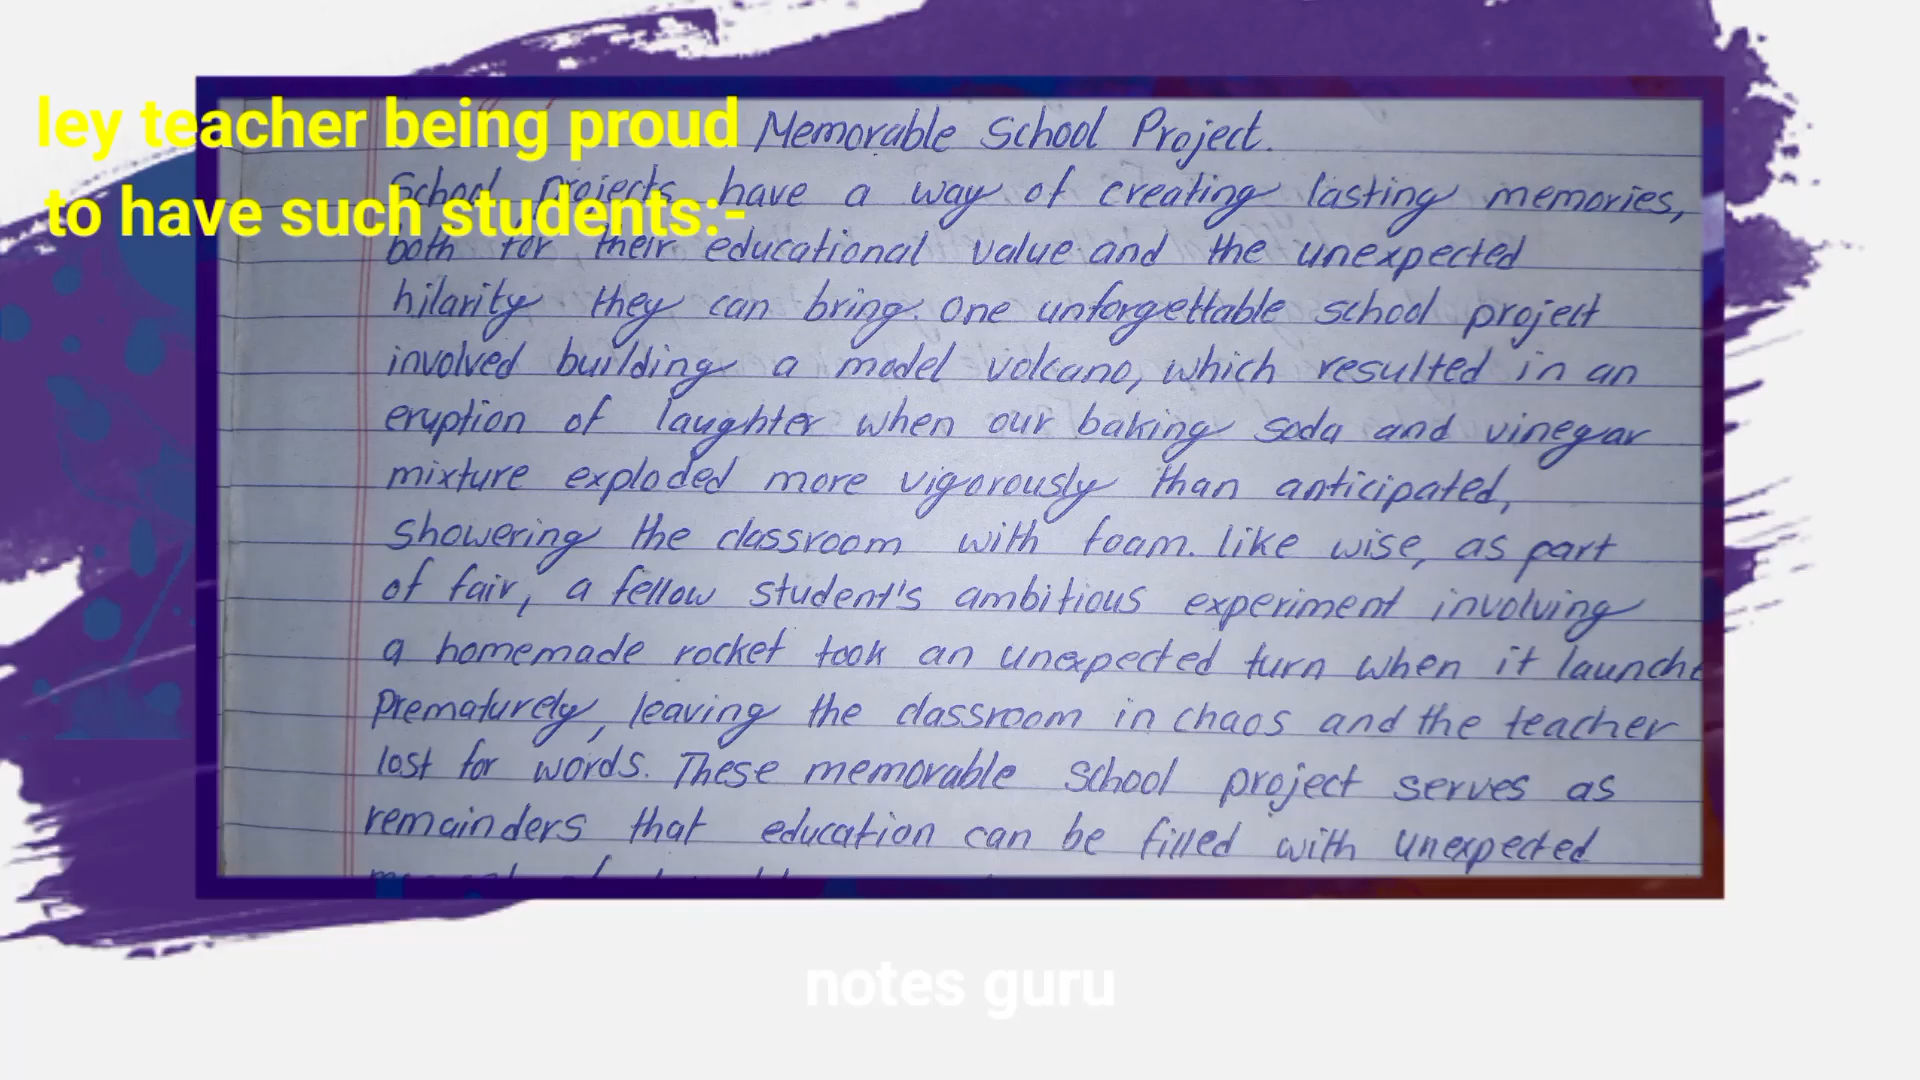 ley teacher being proud
to have such students:-
Memorable School Project.
School projects have a way of creating lasting memories,
both for their educational value and the unexpected
hilarity they can bring. One unforgettable school project
involved building a model volcano, which resulted in an
eruption of laughter when our baking soda and vinegar
mixture exploded more vigorously than anticipated,
showering the classroom with foam. like wise, as part
of fair, a fellow student's ambitious experiment involving
a homemade rocket took an unexpected turn when it launche
Prematurely, leaving the classroom in chaos and the teacher
lost for words. These memorable School project serves as
remainders that education can be filled with unexpected
notes guru